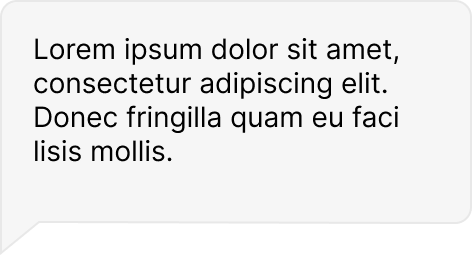 Lorem ipsum dolor sit amet,
consectetur adipiscing elit.
Donec fringilla quam eu faci
lisis mollis.